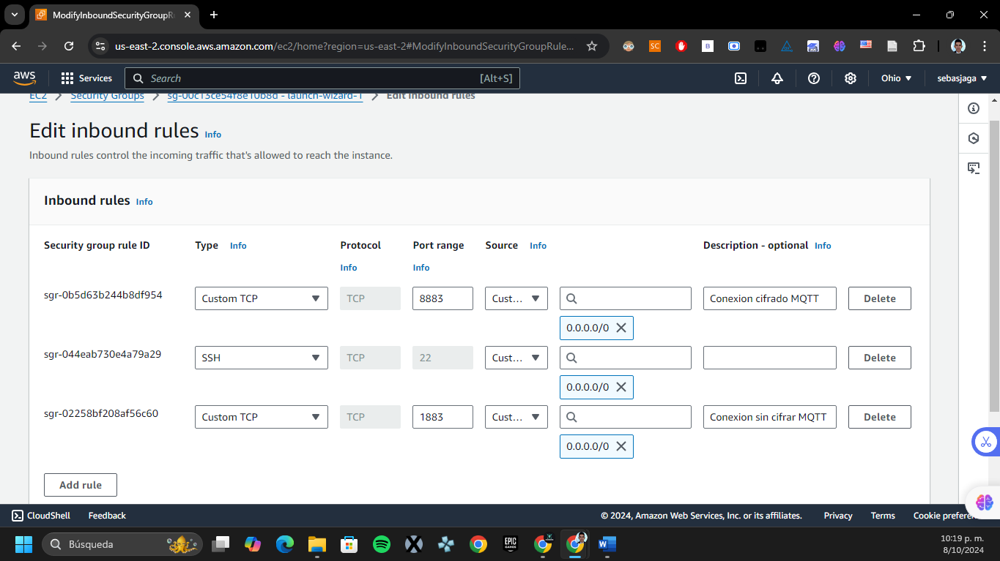 ModifyInboundSecurityGroupRu
us-east-2.console.aws.amazon.com/ec2/home?region=us-east-2#ModifyInboundSecurityGroupRule...
aws
Services
Search
[Alt+S]
Ohio
sebasjaga
EC2
Security Groups
sg-00c13ce54f8e10b8d - launch-wizard-1
Edit inbound rules
Edit inbound rules Info
Inbound rules control the incoming traffic that's allowed to reach the instance.
Inbound rules Info
Security group rule ID Type Info Protocol Info Port range Info Source Info Description - optional Info
sgr-0b5d63b244b8df954 Custom TCP TCP 8883 Cust... Conexion cifrado MQTT Delete
0.0.0.0/0
sgr-044eab730e4a79a29 SSH TCP 22 Cust... Delete
0.0.0.0/0
sgr-02258bf208af56c60 Custom TCP TCP 1883 Cust... Conexion sin cifrar MQTT Delete
0.0.0.0/0
Add rule
CloudShell Feedback © 2024, Amazon Web Services, Inc. or its affiliates. Privacy Terms Cookie preferen
Búsqueda
10:19 p. m.
8/10/2024